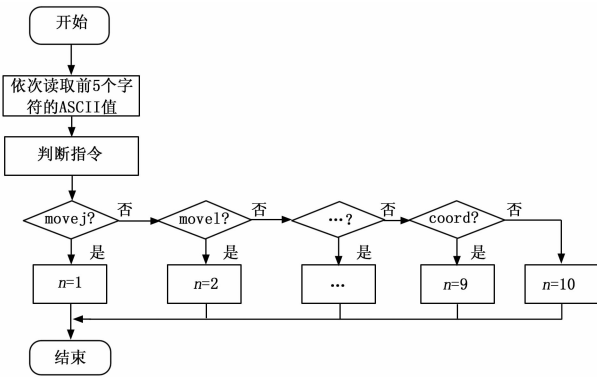 开始
依次读取前5个字
符的ASCII值
判断指令
movej?
否
movel?
否
…?
否
coord?
否
是
是
是
是
n=1
n=2
…
n=9
n=10
结束